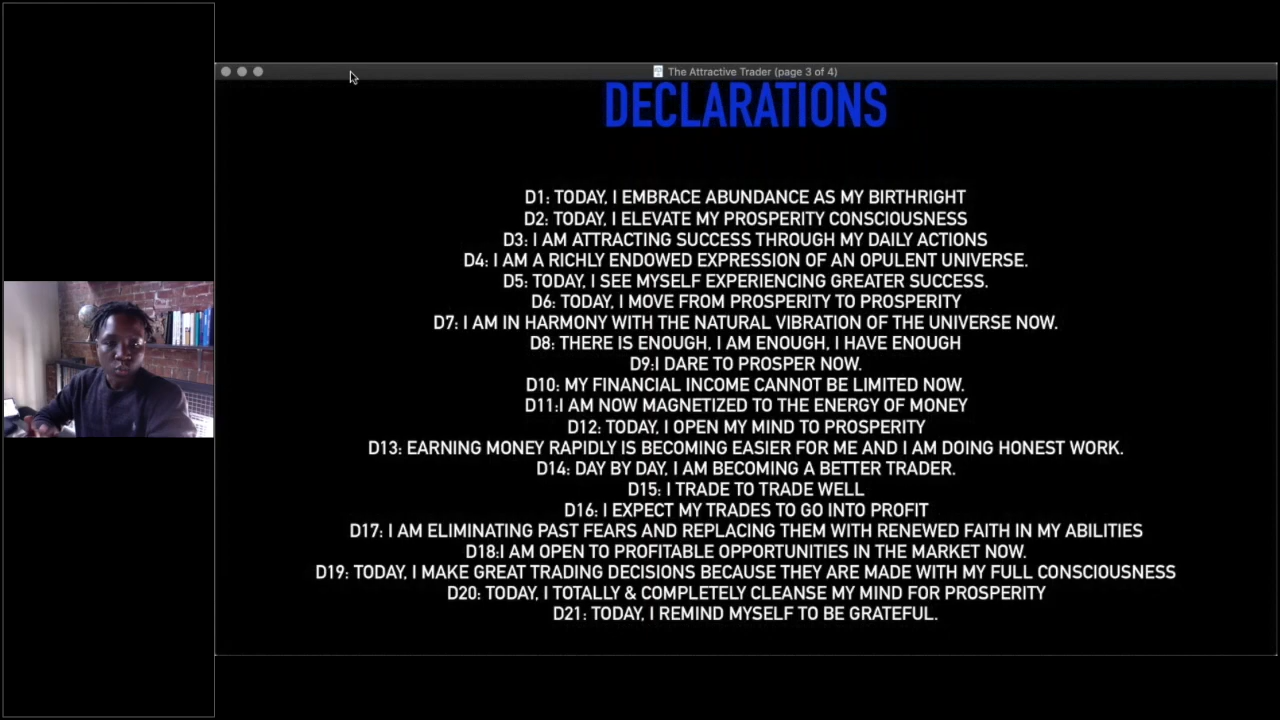 The Attractive Trader (page 3 of 4)
DECLARATIONS
D1: TODAY, I EMBRACE ABUNDANCE AS MY BIRTHRIGHT
D2: TODAY, I ELEVATE MY PROSPERITY CONSCIOUSNESS
D3: I AM ATTRACTING SUCCESS THROUGH MY DAILY ACTIONS
D4: I AM A RICHLY ENDOWED EXPRESSION OF AN OPULENT UNIVERSE.
D5: TODAY, I SEE MYSELF EXPERIENCING GREATER SUCCESS.
D6: TODAY, I MOVE FROM PROSPERITY TO PROSPERITY
D7: I AM IN HARMONY WITH THE NATURAL VIBRATION OF THE UNIVERSE NOW.
D8: THERE IS ENOUGH, I AM ENOUGH, I HAVE ENOUGH
D9:I DARE TO PROSPER NOW.
D10: MY FINANCIAL INCOME CANNOT BE LIMITED NOW.
D11:I AM NOW MAGNETIZED TO THE ENERGY OF MONEY
D12: TODAY, I OPEN MY MIND TO PROSPERITY
D13: EARNING MONEY RAPIDLY IS BECOMING EASIER FOR ME AND I AM DOING HONEST WORK.
D14: DAY BY DAY, I AM BECOMING A BETTER TRADER.
D15: I TRADE TO TRADE WELL
D16: I EXPECT MY TRADES TO GO INTO PROFIT
D17: I AM ELIMINATING PAST FEARS AND REPLACING THEM WITH RENEWED FAITH IN MY ABILITIES
D18:I AM OPEN TO PROFITABLE OPPORTUNITIES IN THE MARKET NOW.
D19: TODAY, I MAKE GREAT TRADING DECISIONS BECAUSE THEY ARE MADE WITH MY FULL CONSCIOUSNESS
D20: TODAY, I TOTALLY & COMPLETELY CLEANSE MY MIND FOR PROSPERITY
D21: TODAY, I REMIND MYSELF TO BE GRATEFUL.